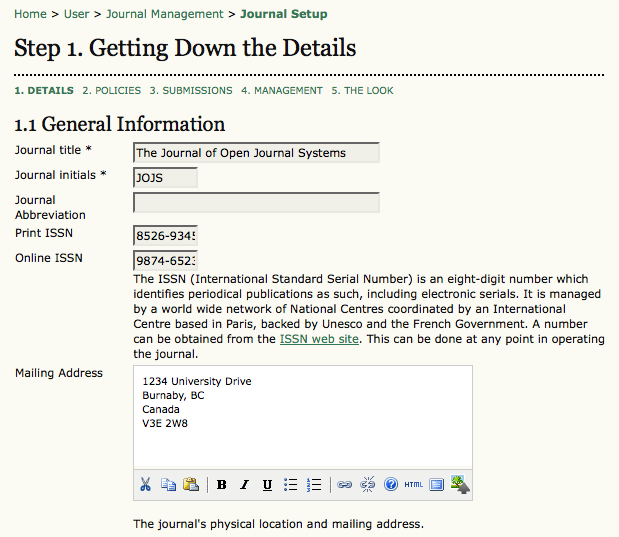 Home > User > Journal Management > Journal Setup
Step 1. Getting Down the Details
1. DETAILS 2. POLICIES 3. SUBMISSIONS 4. MANAGEMENT 5. THE LOOK
1.1 General Information
Journal title * The Journal of Open Journal Systems
Journal initials * JOJS
Journal
Abbreviation
Print ISSN 8526-9345
Online ISSN 9874-6523
The ISSN (International Standard Serial Number) is an eight-digit number which
identifies periodical publications as such, including electronic serials. It is managed
by a world wide network of National Centres coordinated by an International
Centre based in Paris, backed by Unesco and the French Government. A number
can be obtained from the ISSN web site. This can be done at any point in operating
the journal.
Mailing Address
1234 University Drive
Burnaby, BC
Canada
V3E 2W8
B I U HTML
The journal's physical location and mailing address.